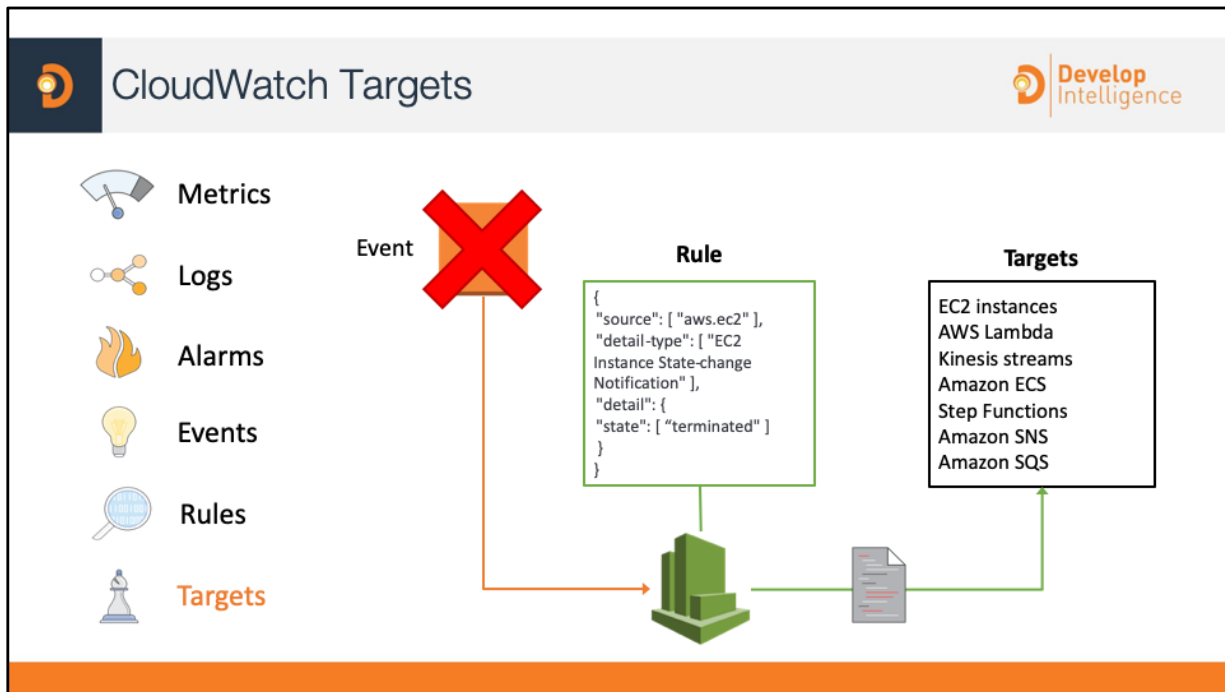 CloudWatch Targets
Develop
Intelligence
Metrics
Logs
Alarms
Events
Rules
Targets
Event
Rule
{
"source": [ "aws.ec2" ],
"detail-type": [ "EC2
Instance State-change
Notification" ],
"detail": {
"state": [ “terminated" ]
}
}
Targets
EC2 instances
AWS Lambda
Kinesis streams
Amazon ECS
Step Functions
Amazon SNS
Amazon SQS